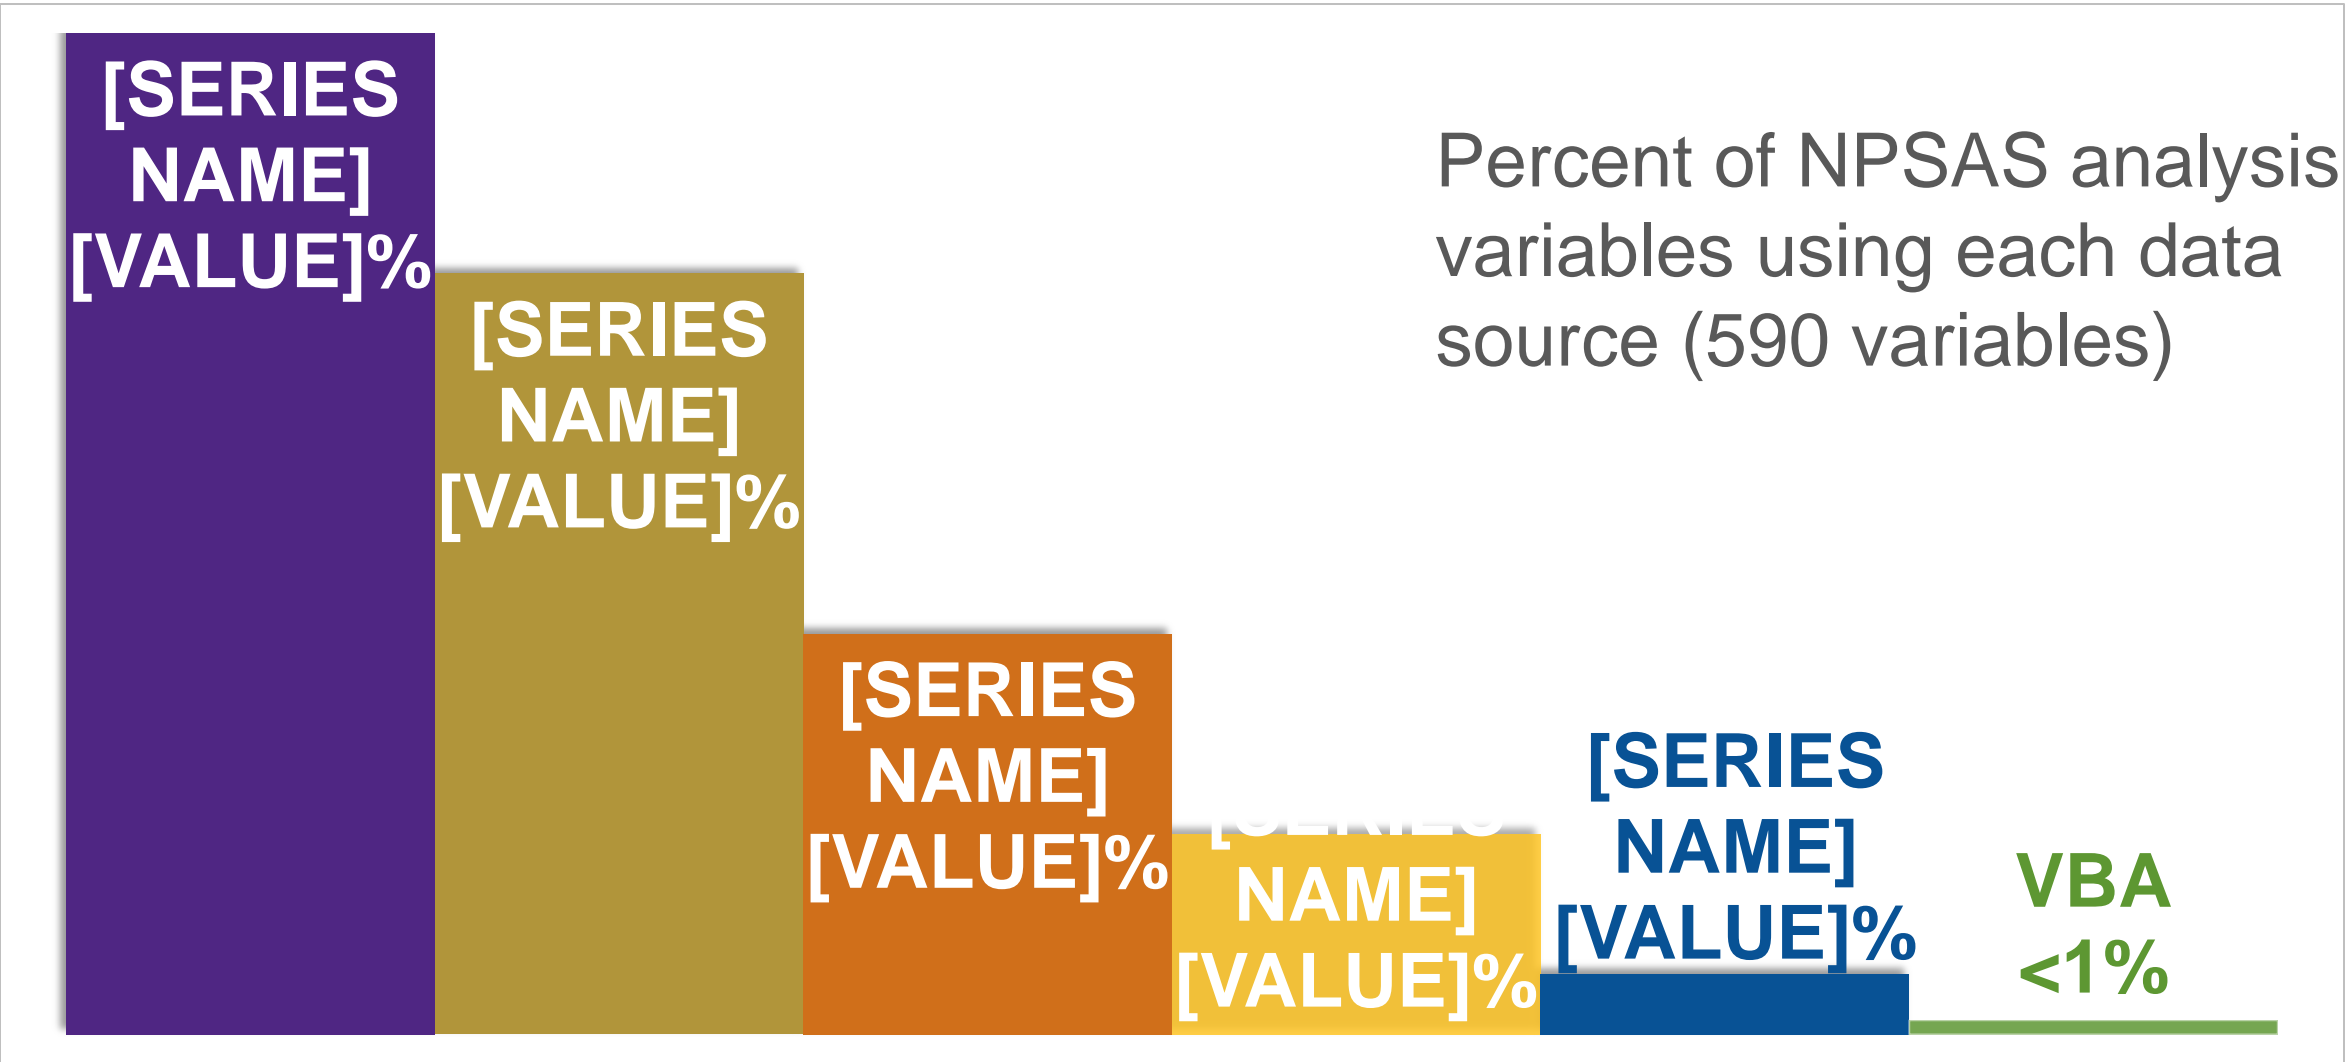 [SERIES
NAME]
[VALUE]%
[SERIES
NAME]
[VALUE]%
Percent of NPSAS analysis
variables using each data
source (590 variables)
[SERIES
NAME]
[VALUE]%
[SERIES
NAME]
[VALUE]%
[SERIES
NAME]
[VALUE]%
VBA
<1%